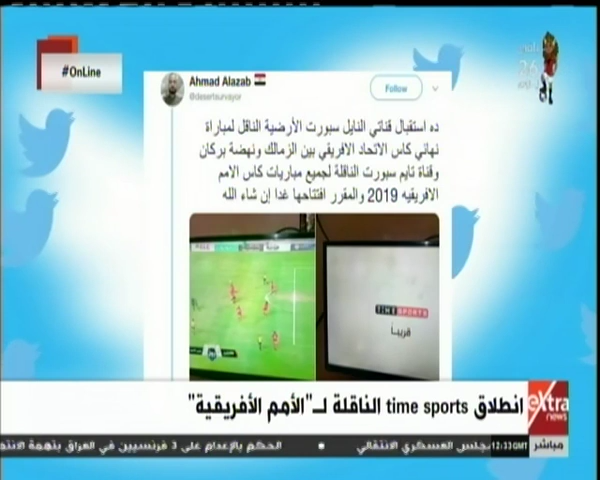 #OnLine
Ahmad Alazab
@desertsurvayor
Follow
ده استقبال قناتي النايل سبورت الأرضية الناقل لمباراة
نهائي كاس الاتحاد الافريقي بين الزمالك ونهضة بركان
وقناة تايم سبورت الناقلة لجميع مباريات كاس الامم
الافريقيه 2019 والمقرر افتتاحها غدا إن شاء الله
TIME SPORTS
قريباً
انطلاق time sports الناقلة لـ "الأمم الأفريقية"
eXtra
news
مباشر
12:33GMT
مجلس العسكري الانتقالي
الحكم بالإعدام على 3 فرنسيين في العراق بتهمة الانتم